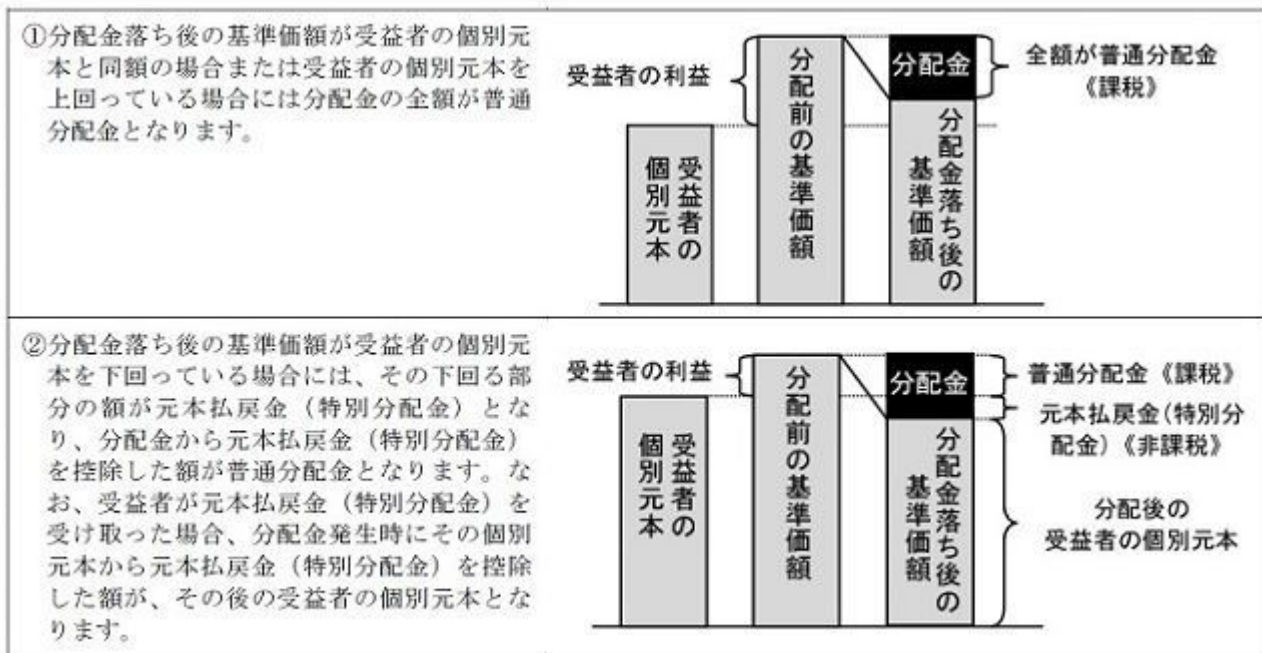 ①分配金落ち後の基準価額が受益者の個別元
本と同額の場合または受益者の個別元本を
上回っている場合には分配金の全額が普通
分配金となります。
受益者の利益
受益者の
個別元本
分配前の基準価額
分配金
分配金落ち後の
基準価額
全額が普通分配金
《課税》
②分配金落ち後の基準価額が受益者の個別元
本を下回っている場合には、その下回る部
分の額が元本払戻金（特別分配金）とな
り、分配金から元本払戻金（特別分配金）
を控除した額が普通分配金となります。な
お、受益者が元本払戻金（特別分配金）を
受け取った場合、分配金発生時にその個別
元本から元本払戻金（特別分配金）を控除
した額が、その後の受益者の個別元本とな
ります。
受益者の利益
受益者の
個別元本
分配前の基準価額
分配金
分配金落ち後の
基準価額
普通分配金《課税》
元本払戻金(特別分
配金)《非課税》
分配後の
受益者の個別元本